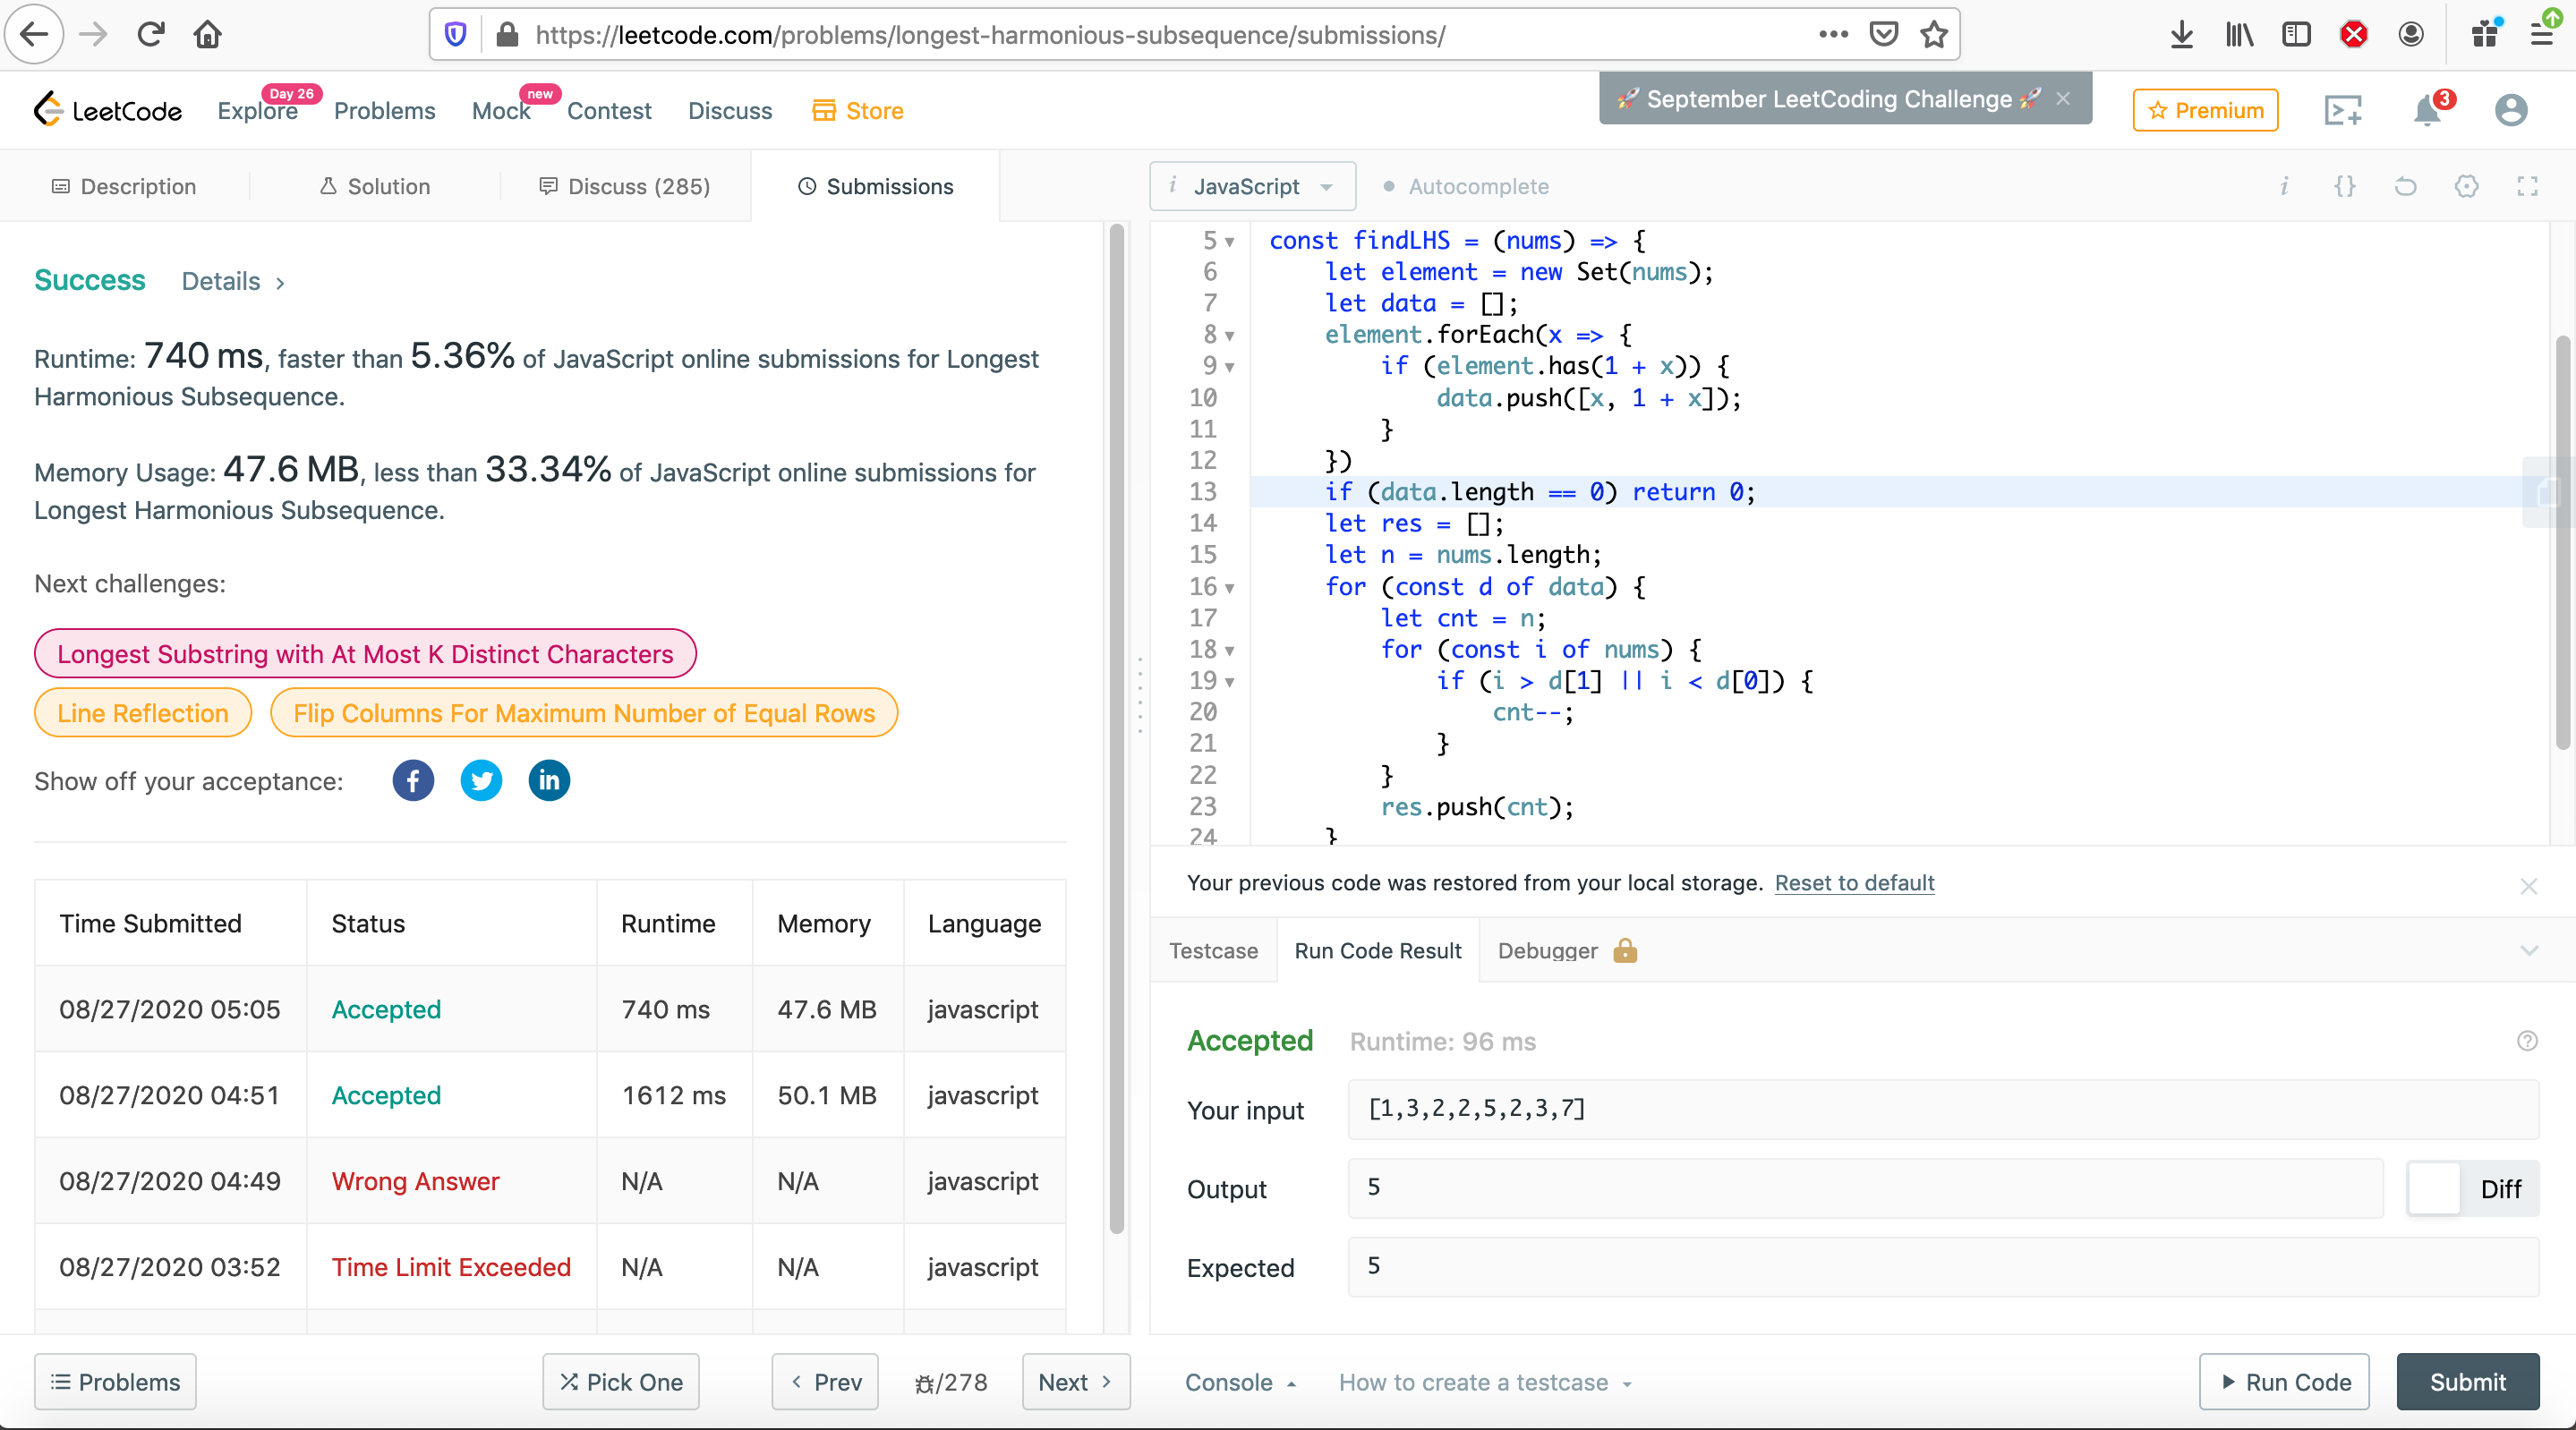 https://leetcode.com/problems/longest-harmonious-subsequence/submissions/
LeetCode
Explore
Day 26
Problems
Mock
new
Contest
Discuss
Store
🚀 September LeetCoding Challenge 🚀
Premium
3
Description
Solution
Discuss (285)
Submissions
Success
Details
Runtime: 740 ms, faster than 5.36% of JavaScript online submissions for Longest
Harmonious Subsequence.
Memory Usage: 47.6 MB, less than 33.34% of JavaScript online submissions for
Longest Harmonious Subsequence.
Next challenges:
Longest Substring with At Most K Distinct Characters
Line Reflection
Flip Columns For Maximum Number of Equal Rows
Show off your acceptance:
Time Submitted Status Runtime Memory Language
08/27/2020 05:05 Accepted 740 ms 47.6 MB javascript
08/27/2020 04:51 Accepted 1612 ms 50.1 MB javascript
08/27/2020 04:49 Wrong Answer N/A N/A javascript
08/27/2020 03:52 Time Limit Exceeded N/A N/A javascript
Problems
Pick One
Prev
/278
Next
JavaScript
Autocomplete
5 const findLHS = (nums) => {
6 let element = new Set(nums);
7 let data = [];
8 element.forEach(x => {
9 if (element.has(1 + x)) {
10 data.push([x, 1 + x]);
11 }
12 })
13 if (data.length == 0) return 0;
14 let res = [];
15 let n = nums.length;
16 for (const d of data) {
17 let cnt = n;
18 for (const i of nums) {
19 if (i > d[1] || i < d[0]) {
20 cnt--;
21 }
22 }
23 res.push(cnt);
24 }
Your previous code was restored from your local storage. Reset to default
Testcase
Run Code Result
Debugger
Accepted
Runtime: 96 ms
Your input
[1,3,2,2,5,2,3,7]
Output
5
Diff
Expected
5
Console
How to create a testcase
Run Code
Submit